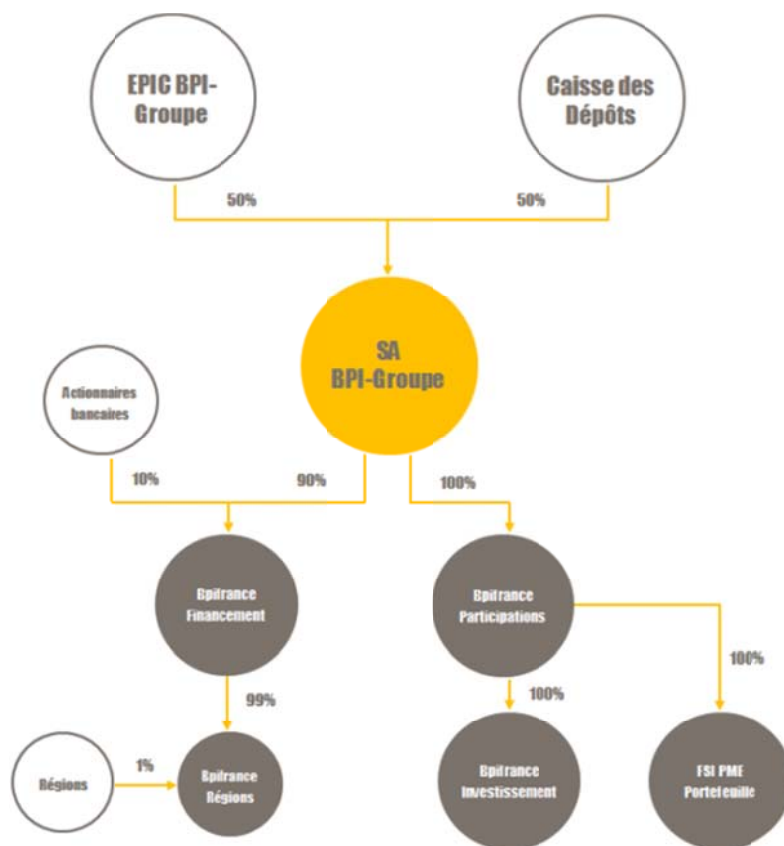 EPIC BPI-
Groupe
Caisse des
Dépôts
50%
50%
SA
BPI-Groupe
Actionnaires
bancaires
10%
90%
100%
Bpifrance
Financement
Bpifrance
Participations
99%
100%
100%
Régions
1%
Bpifrance
Régions
Bpifrance
Investissement
FSI PME
Portefeuille